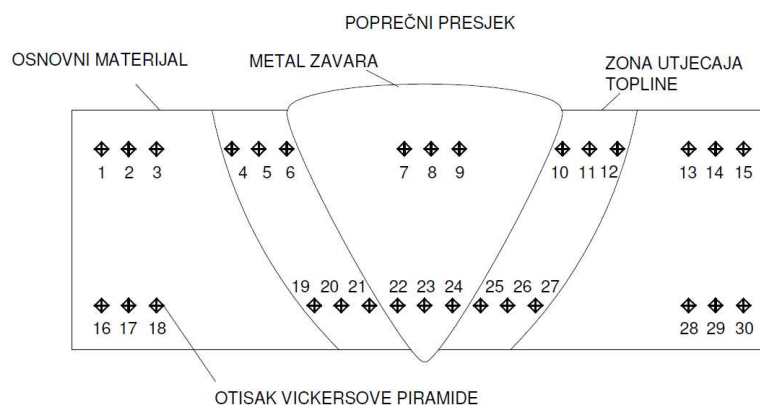 POPREČNI PRESJEK
OSNOVNI MATERIJAL
METAL ZAVARA
ZONA UTJECAJA
TOPLINE
1 2 3 4 5 6 7 8 9 10 11 12 13 14 15
19 20 21 22 23 24 25 26 27
16 17 18 28 29 30
OTISAK VICKERSOVE PIRAMIDE